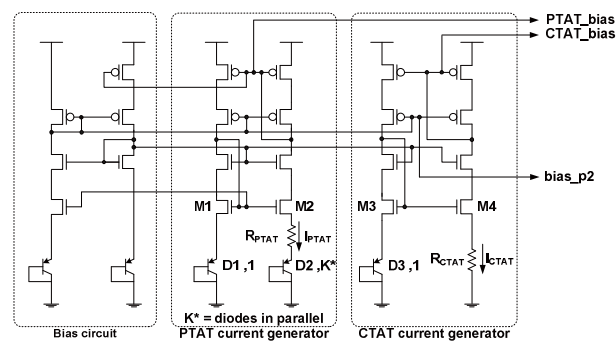 PTAT_bias
CTAT_bias
bias_p2
M1 M2 M3 M4
RPTAT IPTAT
RCTAT ICTAT
D1 ,1 D2 ,K* D3 ,1
K* = diodes in parallel
Bias circuit PTAT current generator CTAT current generator